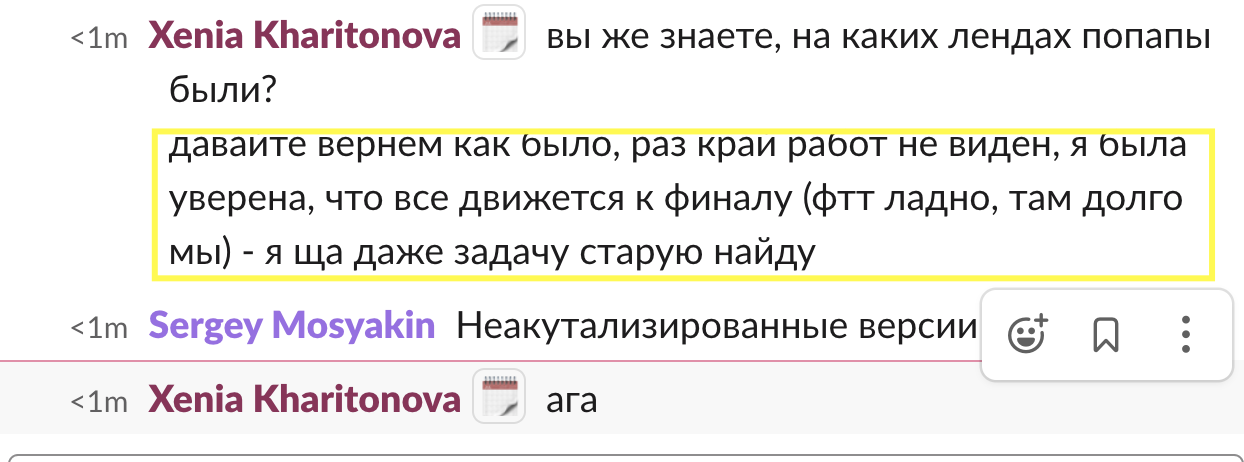 <1m Xenia Kharitonova вы же знаете, на каких лендах попапы
были?
давайте вернем как было, раз край работ не виден, я была
уверена, что все движется к финалу (фтт ладно, там долго
мы) - я ща даже задачу старую найду
<1m Sergey Mosyakin Неакутализированные версии
<1m Xenia Kharitonova ага